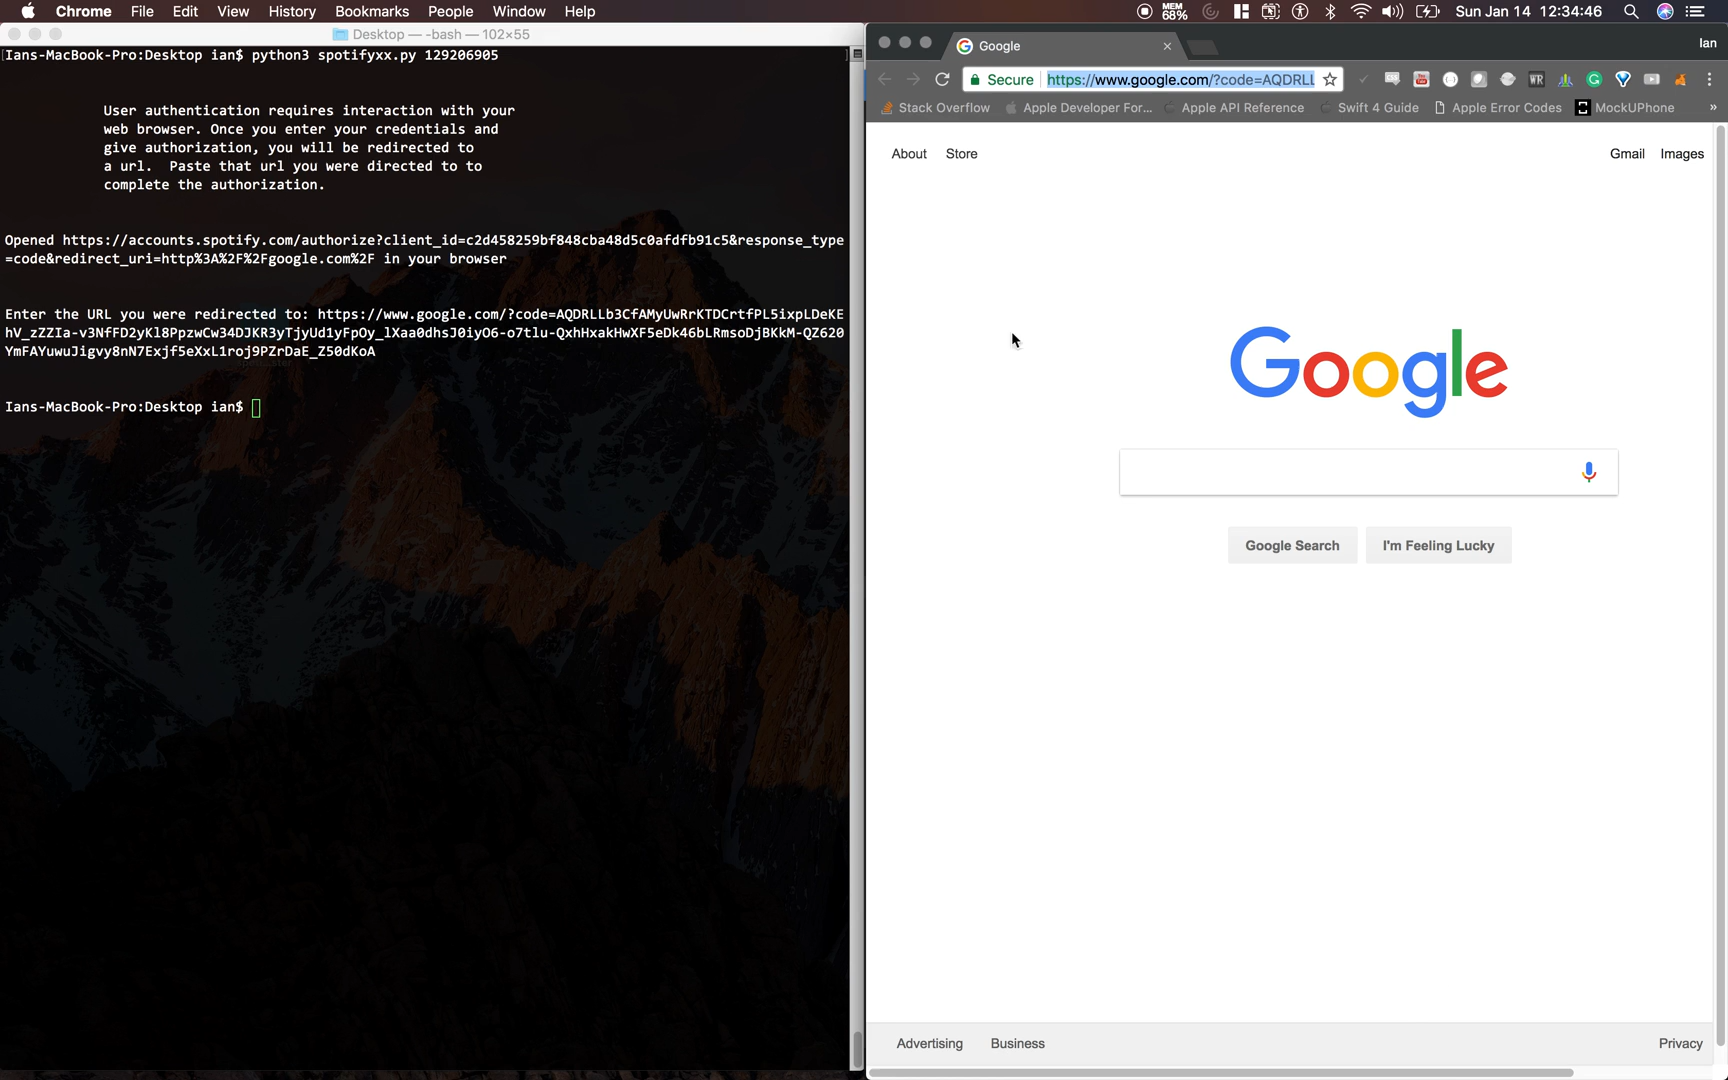 Chrome File Edit View History Bookmarks People Window Help
MEM 68% Sun Jan 14 12:34:46
Desktop — -bash — 102×55
Ians-MacBook-Pro:Desktop ian$ python3 spotifyxx.py 129206905
User authentication requires interaction with your
web browser. Once you enter your credentials and
give authorization, you will be redirected to
a url.  Paste that url you were directed to to
complete the authorization.
Opened https://accounts.spotify.com/authorize?client_id=c2d458259bf848cba48d5c0afdfb91c5&response_type
=code&redirect_uri=http%3A%2F%2Fgoogle.com%2F in your browser
Enter the URL you were redirected to: https://www.google.com/?code=AQDRLLb3CfAMyUwRrKTDCrtfPL5ixpLDeKE
hV_zZZIa-v3NfFD2yKl8PpzwCw34DJKR3yTjyUd1yFpOy_lXaa0dhsJ0iyO6-o7tlu-QxhHxakHwXF5eDk46bLRmsoDjBKkM-QZ620
YmFAYuwuJigvy8nN7Exjf5eXxL1roj9PZrDaE_Z50dKoA
Ians-MacBook-Pro:Desktop ian$
Google
Ian
Secure https://www.google.com/?code=AQDRLL
Stack Overflow Apple Developer For... Apple API Reference Swift 4 Guide Apple Error Codes MockUPhone »
About Store
Gmail Images
Google
Google Search I'm Feeling Lucky
Advertising Business
Privacy